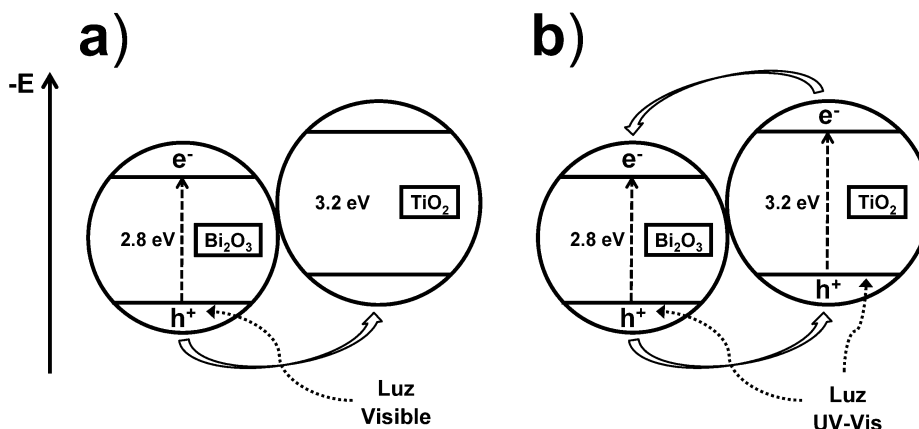 a)
b)
-E
e⁻
2.8 eV
Bi₂O₃
h⁺
3.2 eV
TiO₂
Luz
Visible
e⁻
2.8 eV
Bi₂O₃
h⁺
e⁻
3.2 eV
TiO₂
h⁺
Luz
UV-Vis